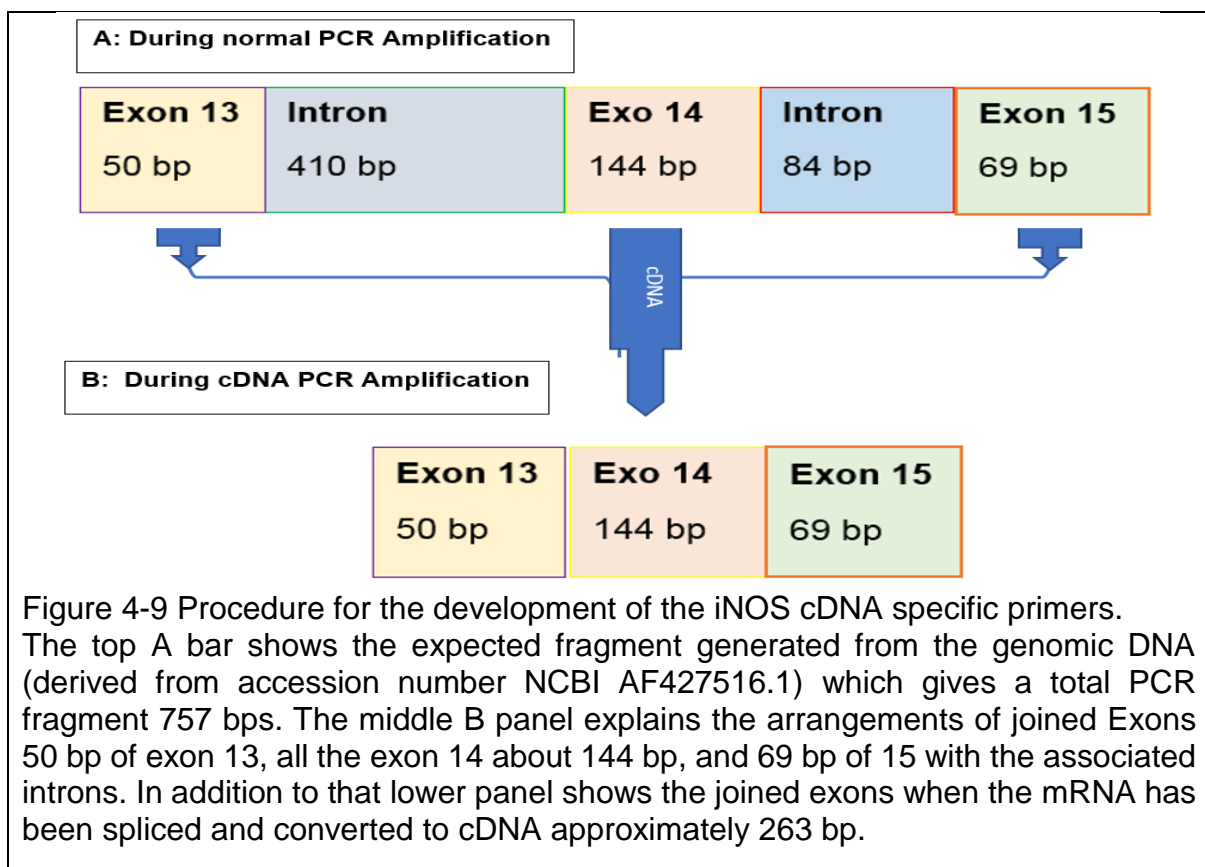 A: During normal PCR Amplification
Exon 13 Intron Exo 14 Intron Exon 15
50 bp 410 bp 144 bp 84 bp 69 bp
cDNA
B: During cDNA PCR Amplification
Exon 13 Exo 14 Exon 15
50 bp 144 bp 69 bp
Figure 4-9 Procedure for the development of the iNOS cDNA specific primers.
The top A bar shows the expected fragment generated from the genomic DNA
(derived from accession number NCBI AF427516.1) which gives a total PCR
fragment 757 bps. The middle B panel explains the arrangements of joined Exons
50 bp of exon 13, all the exon 14 about 144 bp, and 69 bp of 15 with the associated
introns. In addition to that lower panel shows the joined exons when the mRNA has
been spliced and converted to cDNA approximately 263 bp.